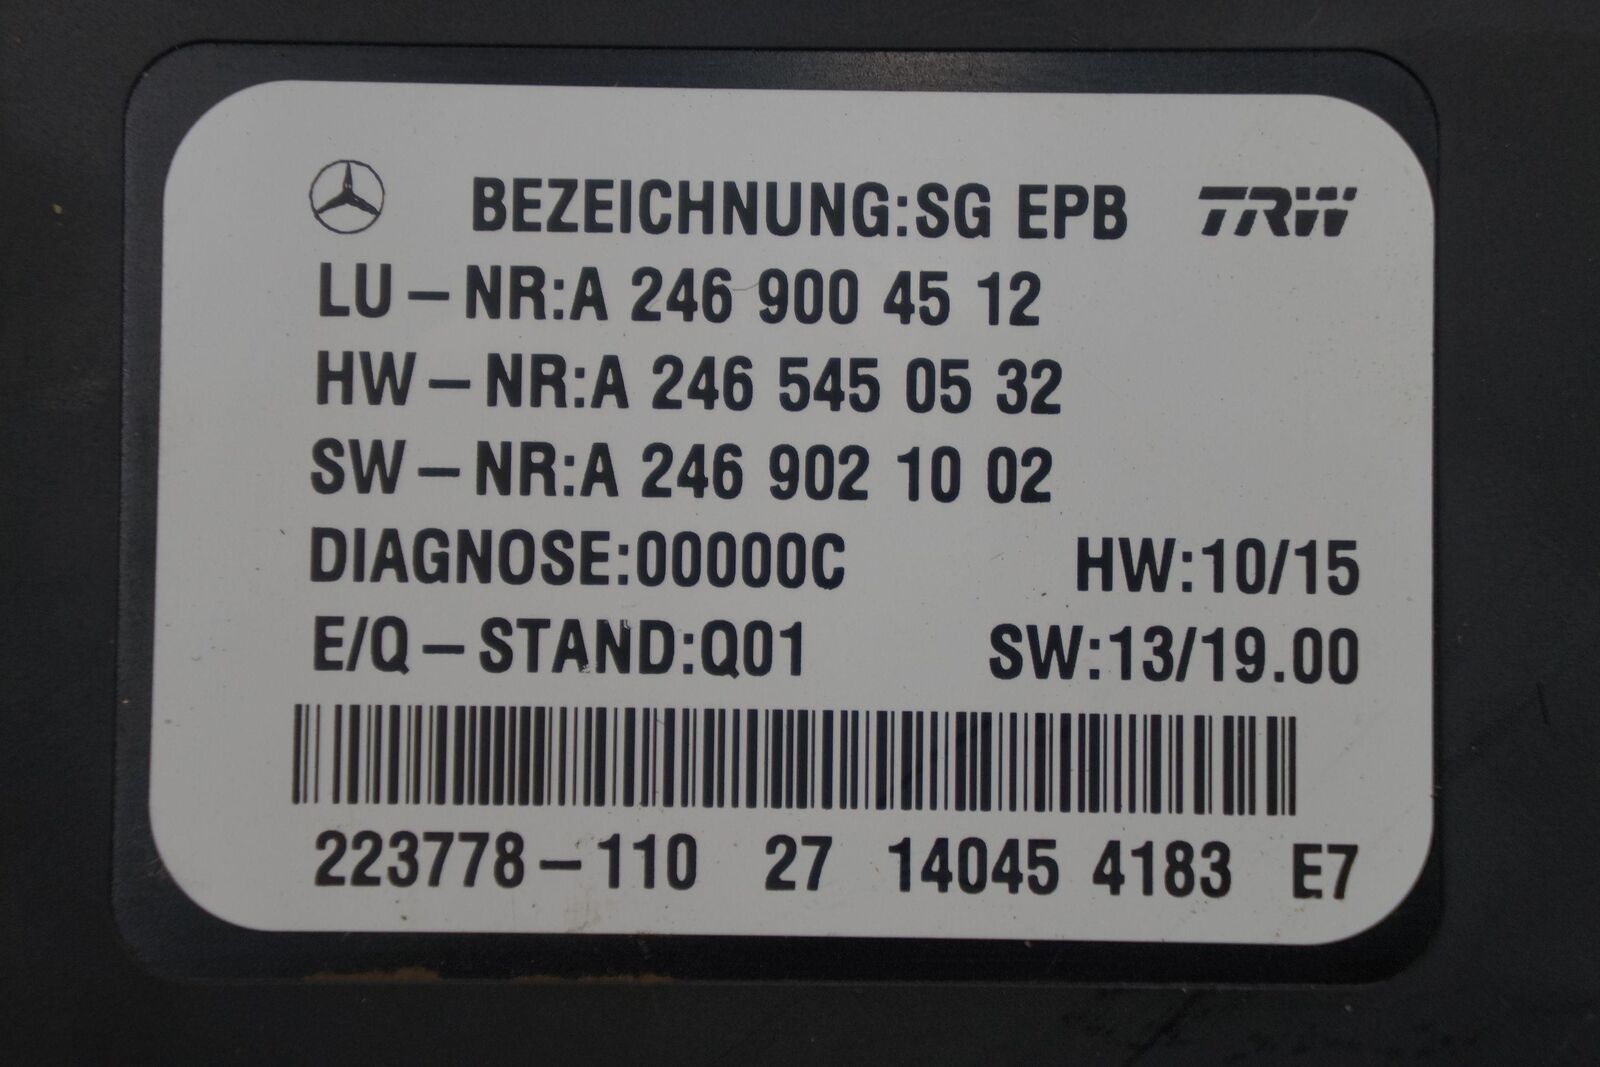 BEZEICHNUNG:SG EPB TRW
LU-NR:A 246 900 45 12
HW-NR:A 246 545 05 32
SW-NR:A 246 902 10 02
DIAGNOSE:00000C HW:10/15
E/Q-STAND:Q01 SW:13/19.00
223778-110 27 14045 4183 E7